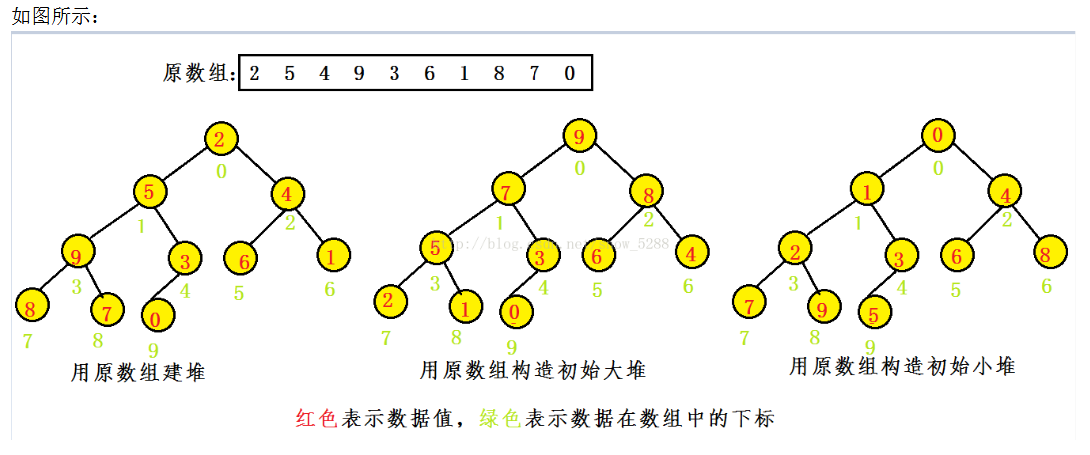 如图所示：
原数组: 2 5 4 9 3 6 1 8 7 0
2 9 0
0 0 0
5 4 7 8 1 4
1 2 1 2 1 2
9 3 6 1 5 3 6 4 2 3 6 8
3 4 5 6 3 4 5 6 3 4 5 6
8 7 0 2 1 0 7 9 5
7 8 9 7 8 9 7 8 9
用原数组建堆 用原数组构造初始大堆 用原数组构造初始小堆
红色表示数据值，绿色表示数据在数组中的下标